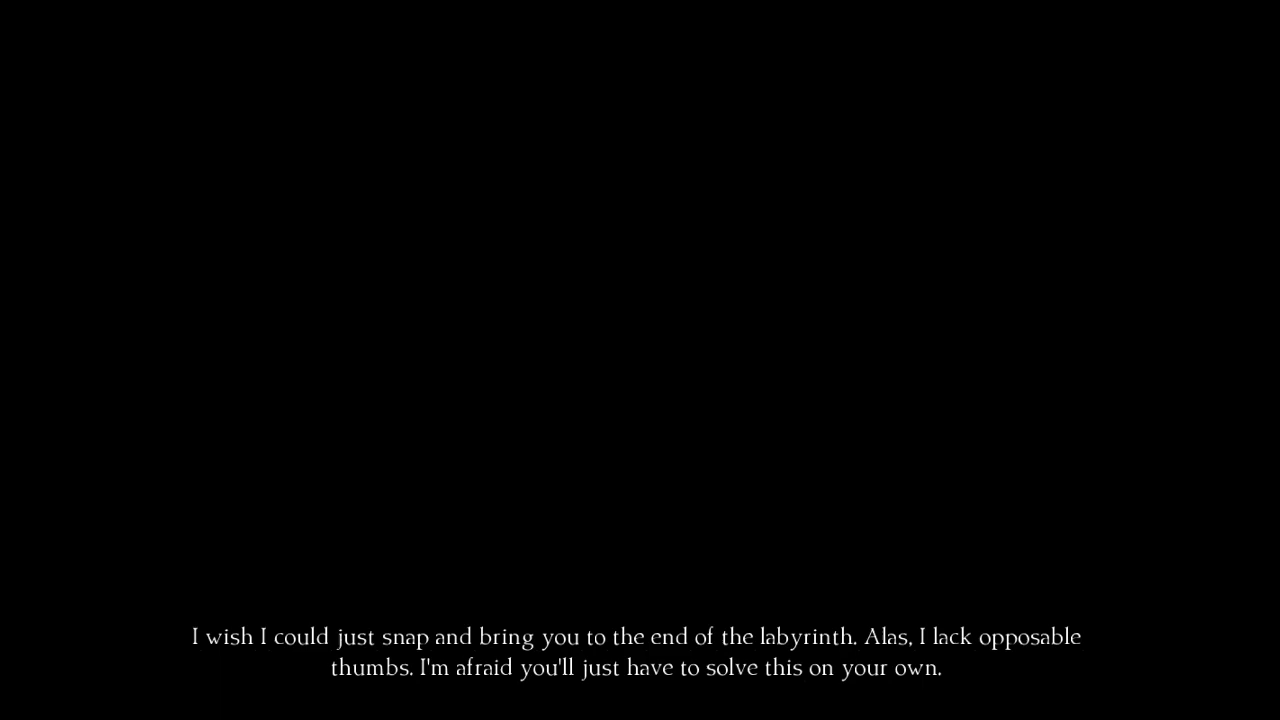 I wish I could just snap and bring you to the end of the labyrinth. Alas, I lack opposable
thumbs. I'm afraid you'll just have to solve this on your own.